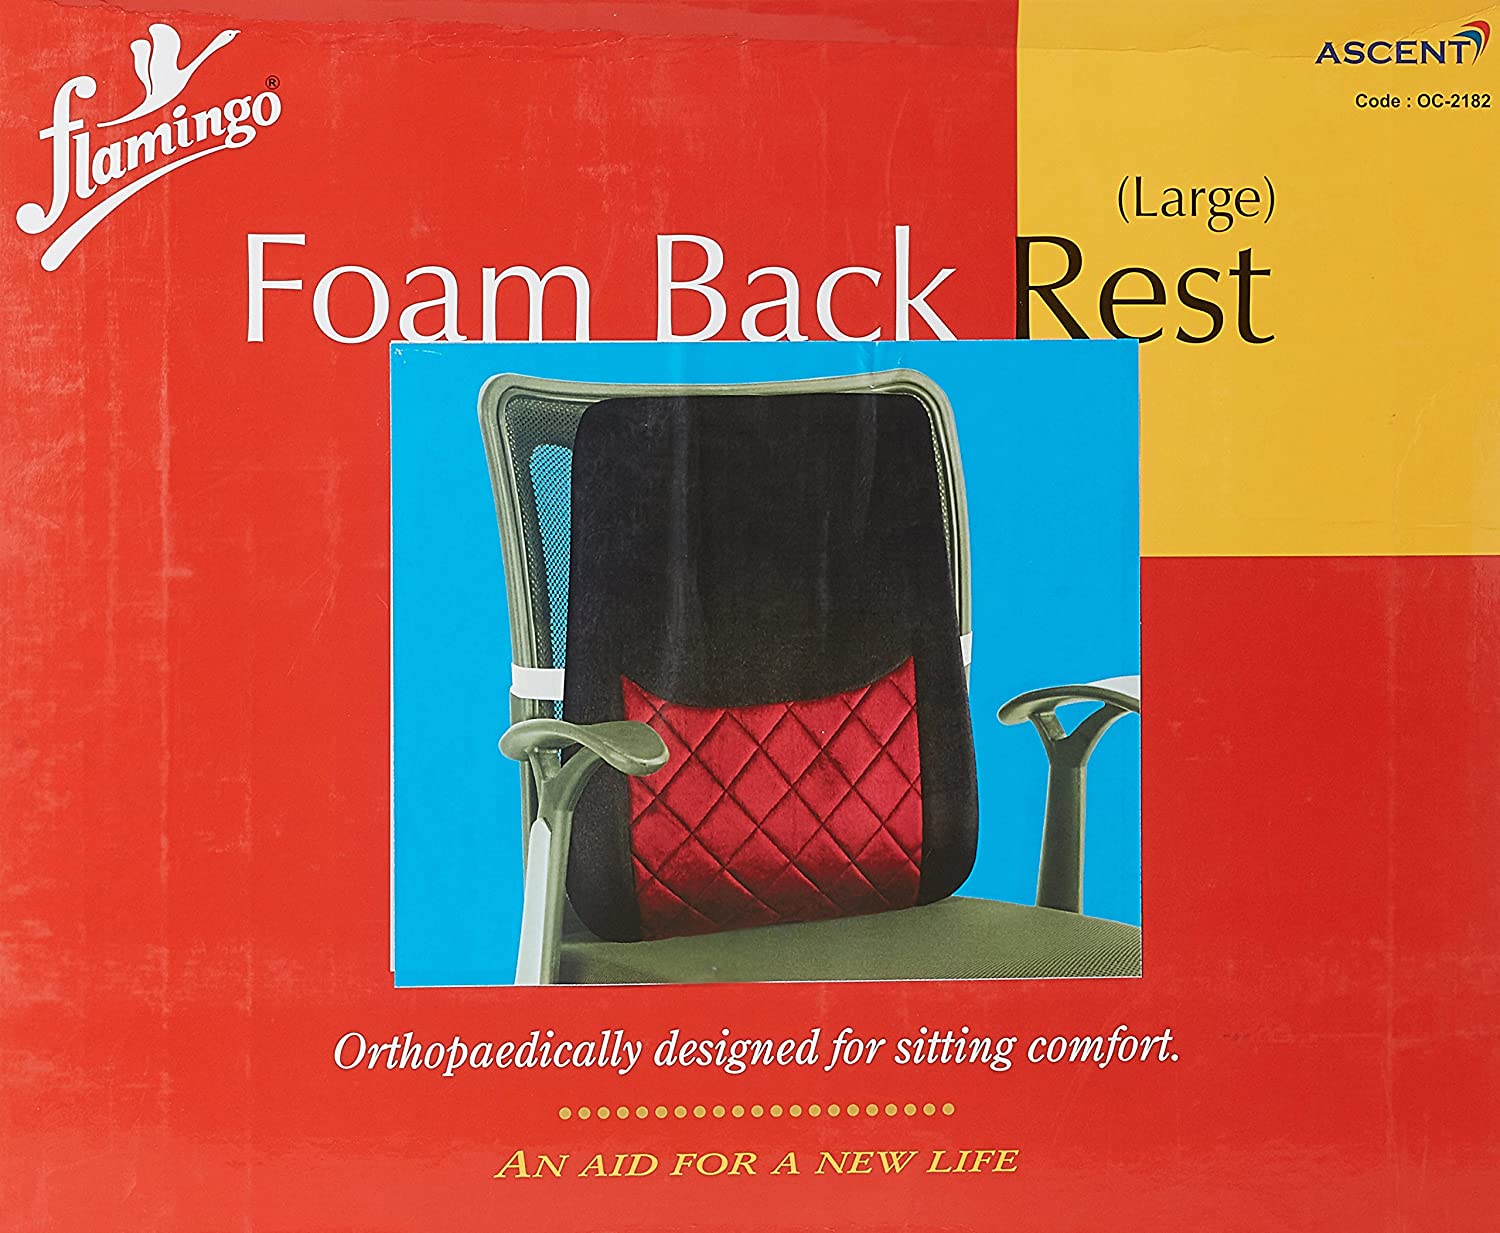 flamingo®
ASCENT
Code : OC-2182
(Large)
Foam Back Rest
Orthopaedically designed for sitting comfort.
AN AID FOR A NEW LIFE